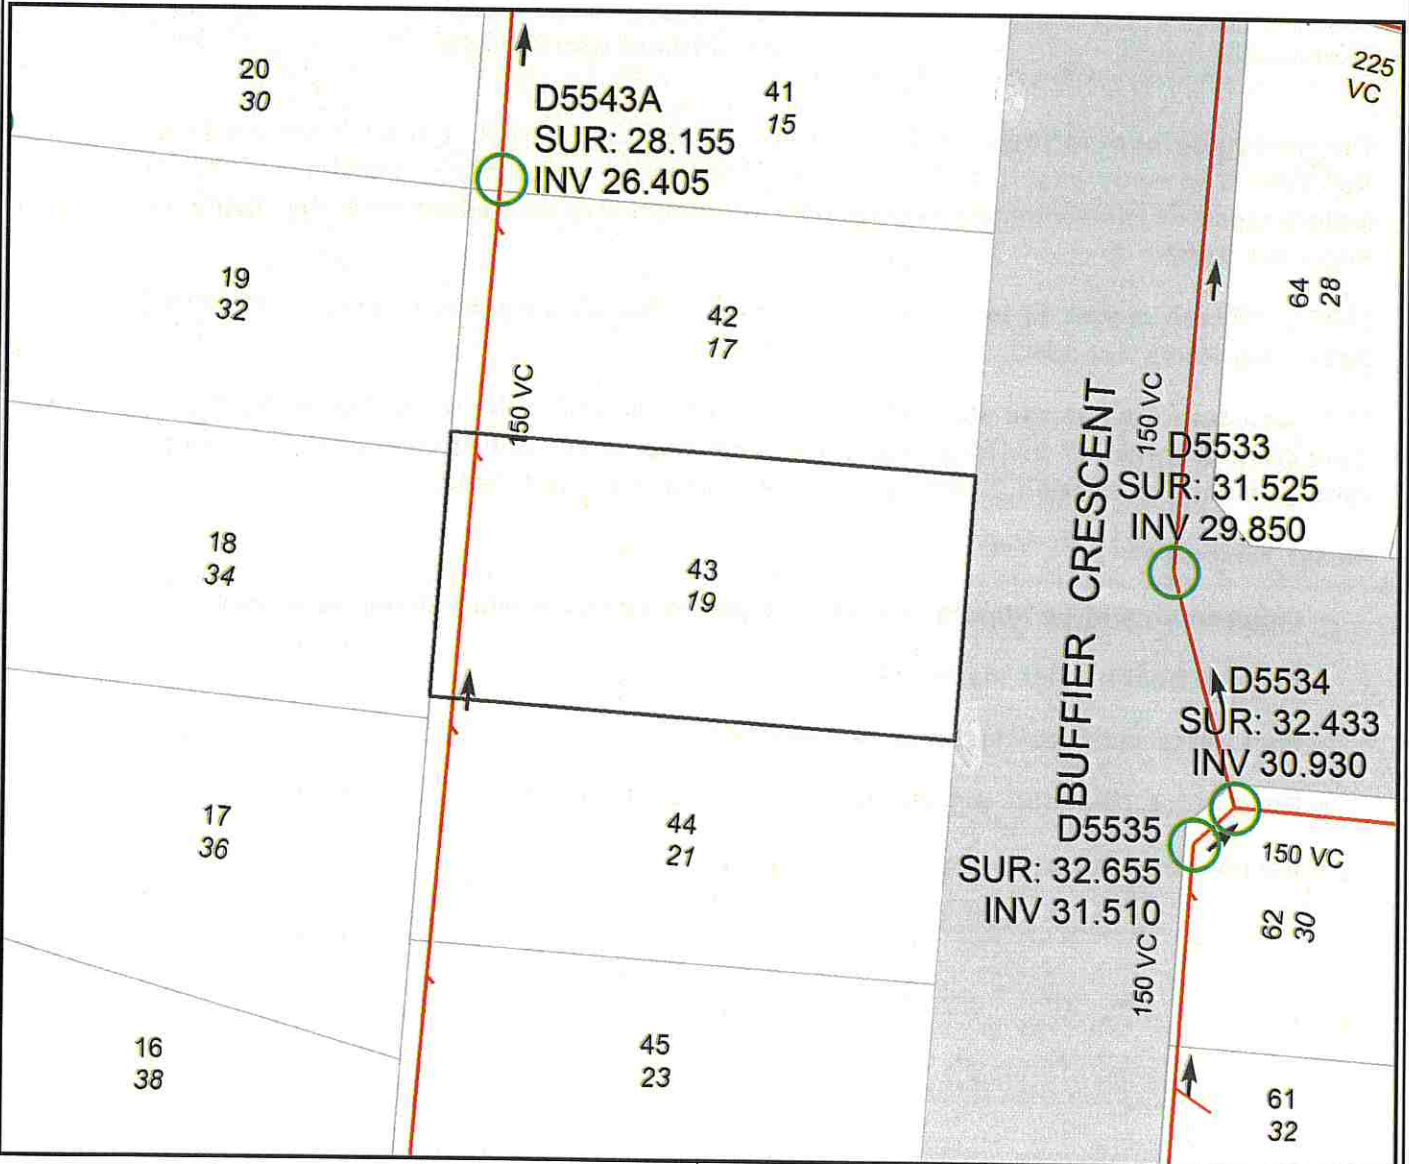 20
30
D5543A
SUR: 28.155
INV 26.405
41
15
225
VC
19
32
42
17
64
28
150 VC
150 VC
D5533
SUR: 31.525
INV 29.850
BUFFIER CRESCENT
18
34
43
19
D5534
SUR: 32.433
INV 30.930
17
36
44
21
D5535
SUR: 32.655
INV 31.510
150 VC
62
30
150 VC
16
38
45
23
61
32